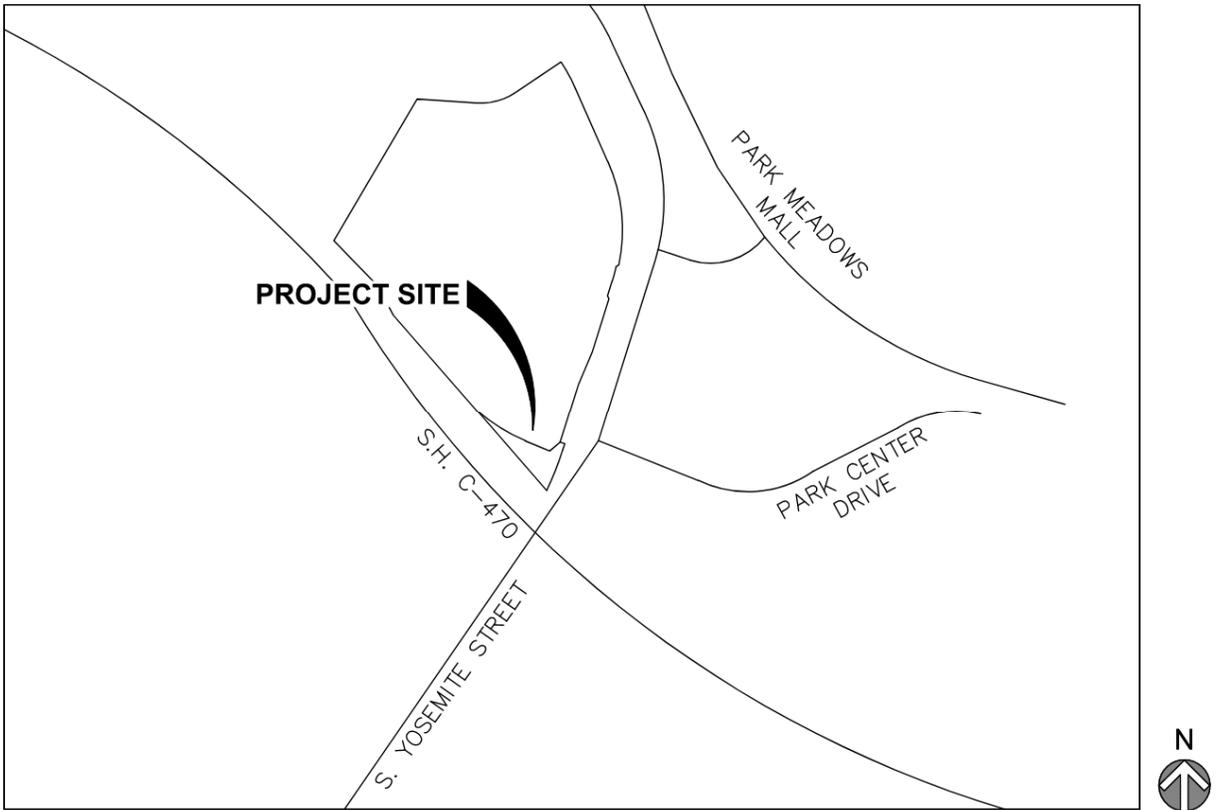 PARK MEADOWS
MALL
PROJECT SITE
S.H. C-470
PARK CENTER
DRIVE
S. YOSEMITE STREET
N